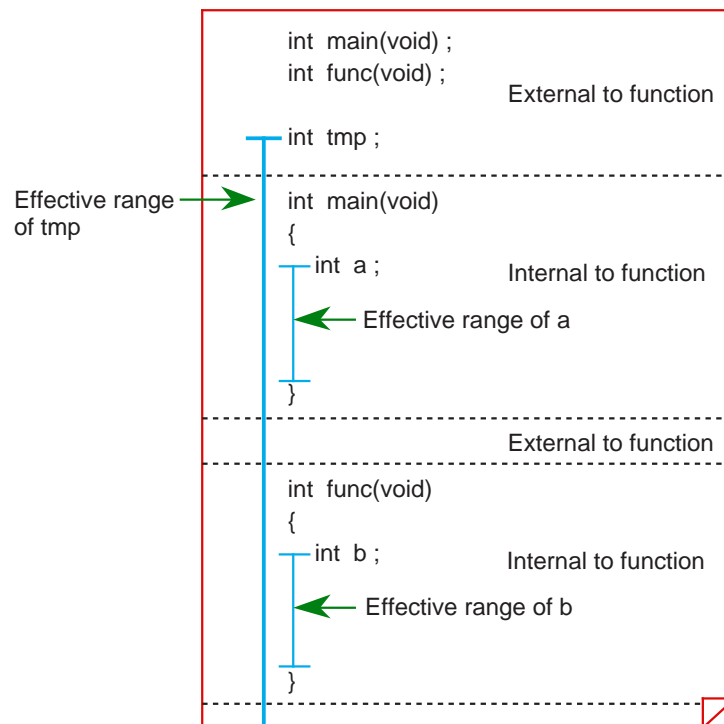 int main(void) ;
int func(void) ;
External to function
int tmp ;
Effective range
of tmp
int main(void)
{
int a ;
Internal to function
Effective range of a
}
External to function
int func(void)
{
int b ;
Internal to function
Effective range of b
}